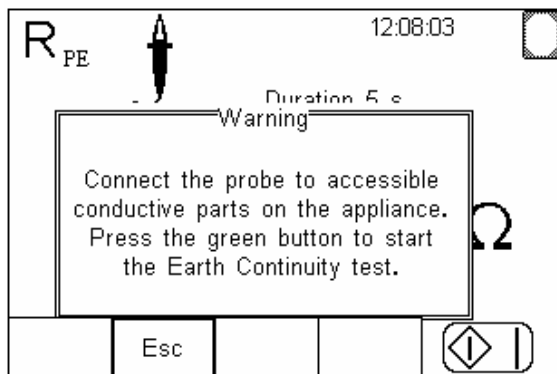 R PE
12:08:03
Duration 5 s
Warning
Connect the probe to accessible
conductive parts on the appliance.
Press the green button to start
the Earth Continuity test.
Ω
Esc